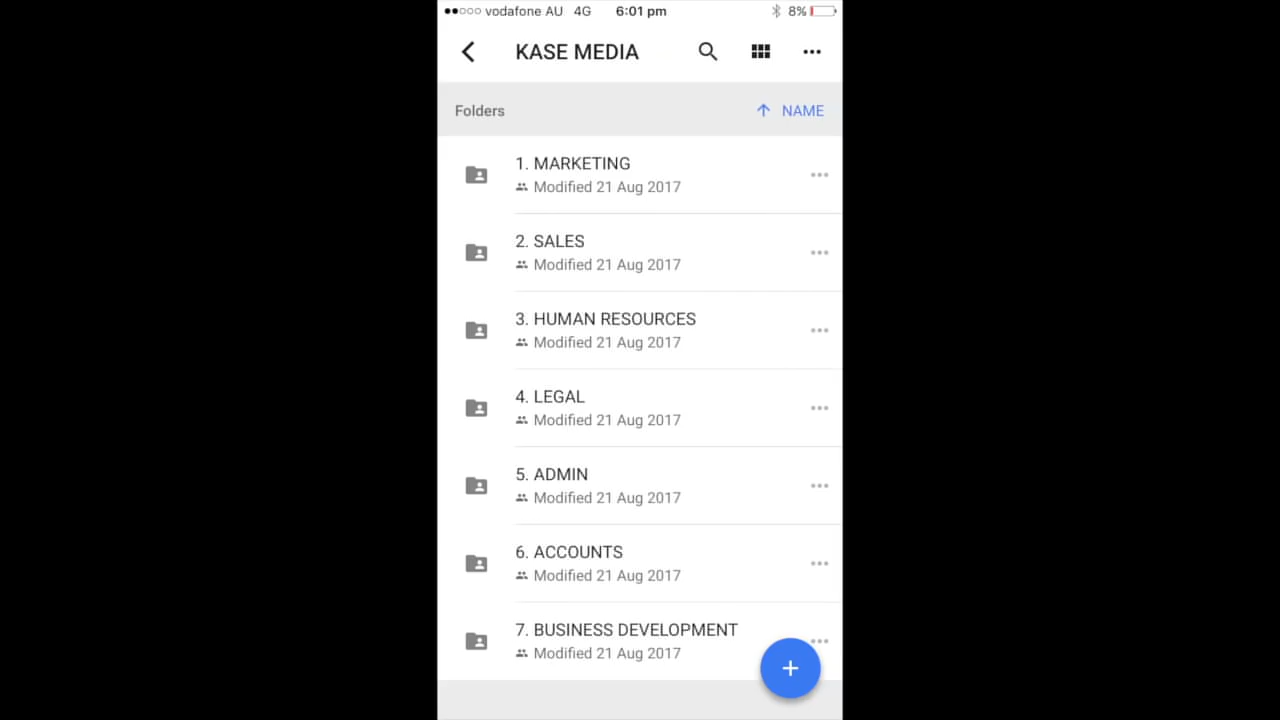 vodafone AU 4G 6:01 pm 8%
KASE MEDIA
Folders NAME
1. MARKETING
Modified 21 Aug 2017
2. SALES
Modified 21 Aug 2017
3. HUMAN RESOURCES
Modified 21 Aug 2017
4. LEGAL
Modified 21 Aug 2017
5. ADMIN
Modified 21 Aug 2017
6. ACCOUNTS
Modified 21 Aug 2017
7. BUSINESS DEVELOPMENT
Modified 21 Aug 2017